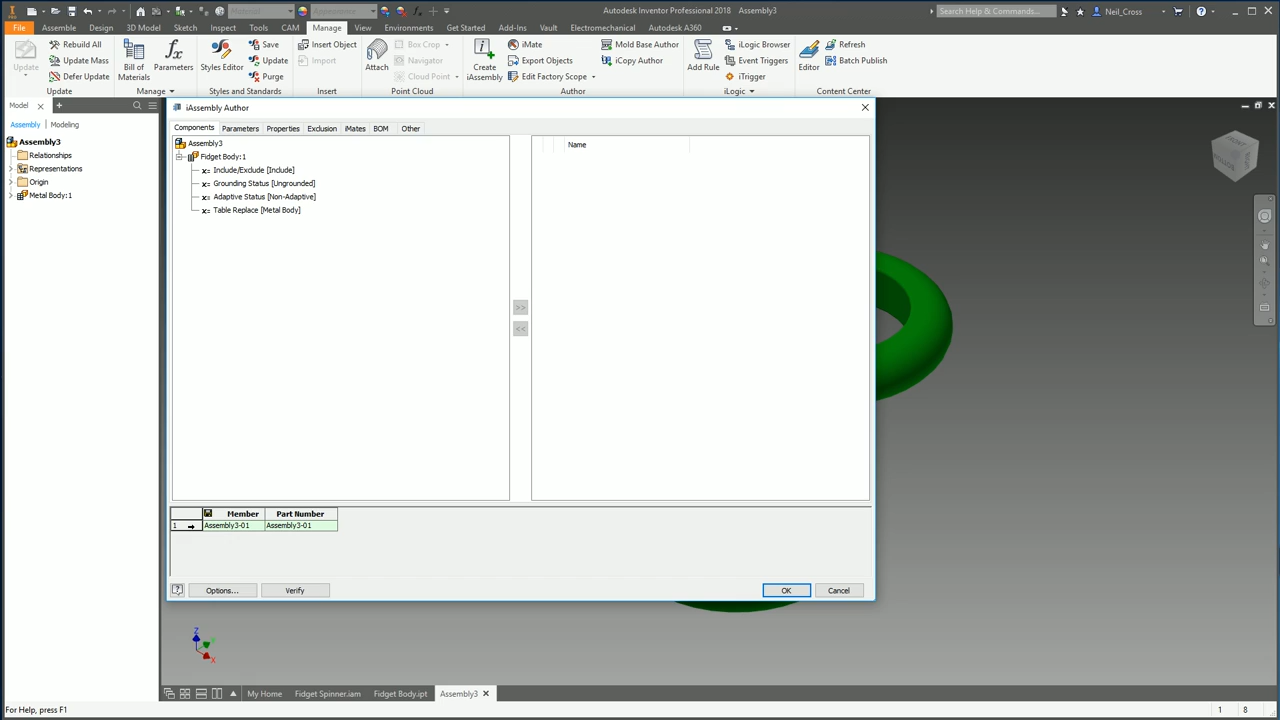 Material
Appearance
Autodesk Inventor Professional 2018 Assembly3
Search Help & Commands...
Neil_Cross
File Assemble Design 3D Model Sketch Inspect Tools CAM Manage View Environments Get Started Add-Ins Vault Electromechanical Autodesk A360
Update
Rebuild All
Update Mass
Defer Update
Update
Bill of Materials
Parameters
Manage
Styles Editor
Save
Update
Purge
Styles and Standards
Insert Object
Import
Insert
Attach
Box Crop
Navigator
Cloud Point
Point Cloud
Create iAssembly
iMate
Export Objects
Edit Factory Scope
Mold Base Author
iCopy Author
Author
Add Rule
iLogic Browser
Event Triggers
iTrigger
iLogic
Editor
Refresh
Batch Publish
Content Center
Model
Assembly Modeling
Assembly3
Relationships
Representations
Origin
Metal Body:1
iAssembly Author
Components Parameters Properties Exclusion iMates BOM Other
Assembly3
Fidget Body:1
x= Include/Exclude [Include]
x= Grounding Status [Ungrounded]
x= Adaptive Status [Non-Adaptive]
x= Table Replace [Metal Body]
Name
>>
<<
Member Part Number
1 Assembly3-01 Assembly3-01
Options... Verify OK Cancel
Z
X
My Home Fidget Spinner.iam Fidget Body.ipt Assembly3
For Help, press F1
1 8